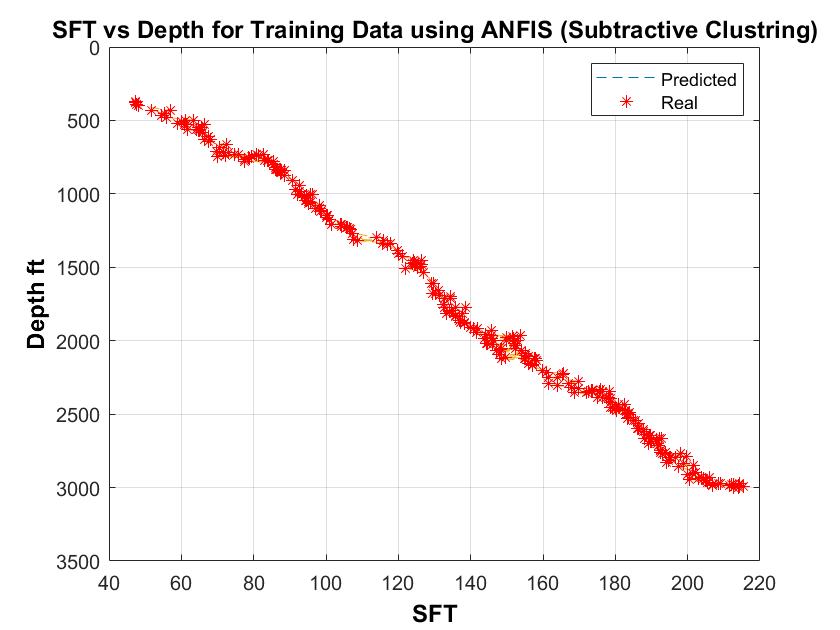 SFT vs Depth for Training Data using ANFIS (Subtractive Clustring)
0
500
1000
1500
2000
2500
3000
3500
Depth ft
Predicted
Real
40 60 80 100 120 140 160 180 200 220
SFT